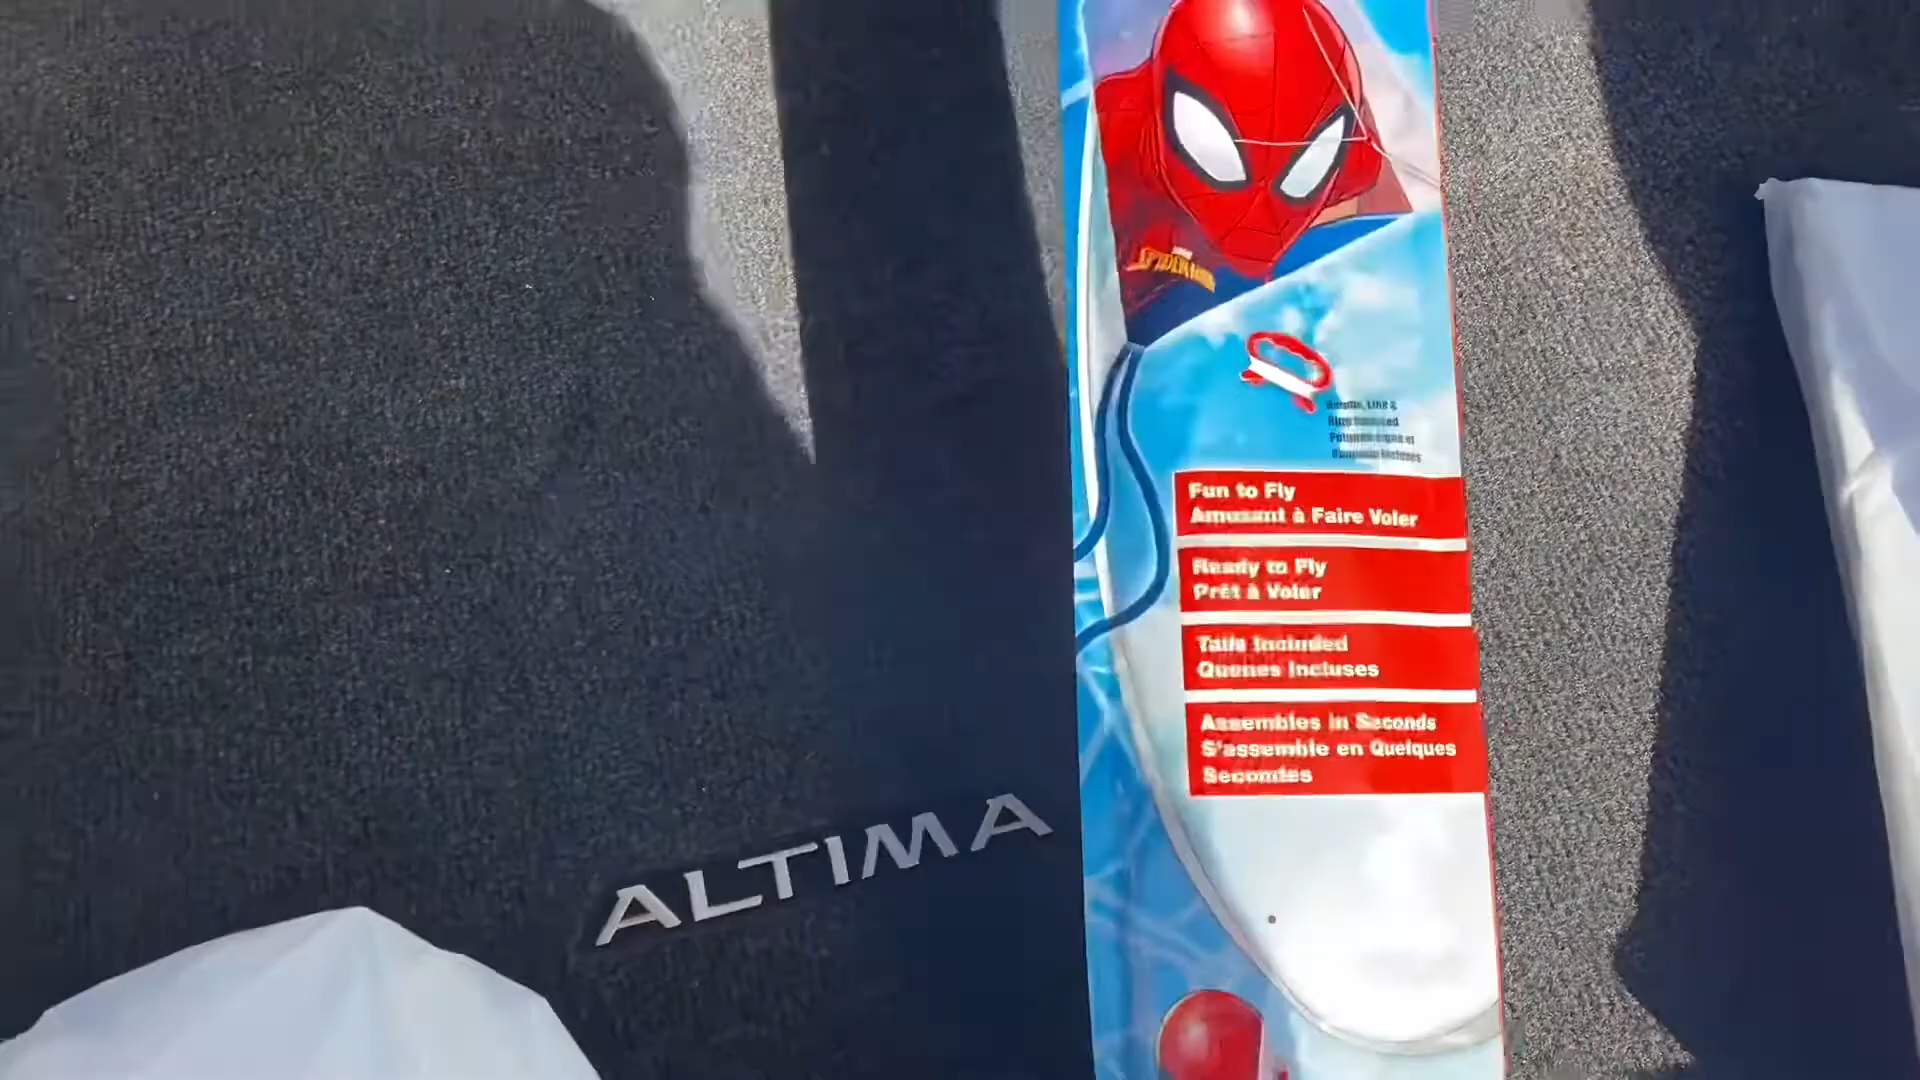 SPIDER-MAN
Fun to Fly
Amusant à Faire Voler
Ready to Fly
Prêt à Voler
Tails Included
Queues Incluses
Assembles in Seconds
S'assemble en Quelques
Secondes
ALTIMA